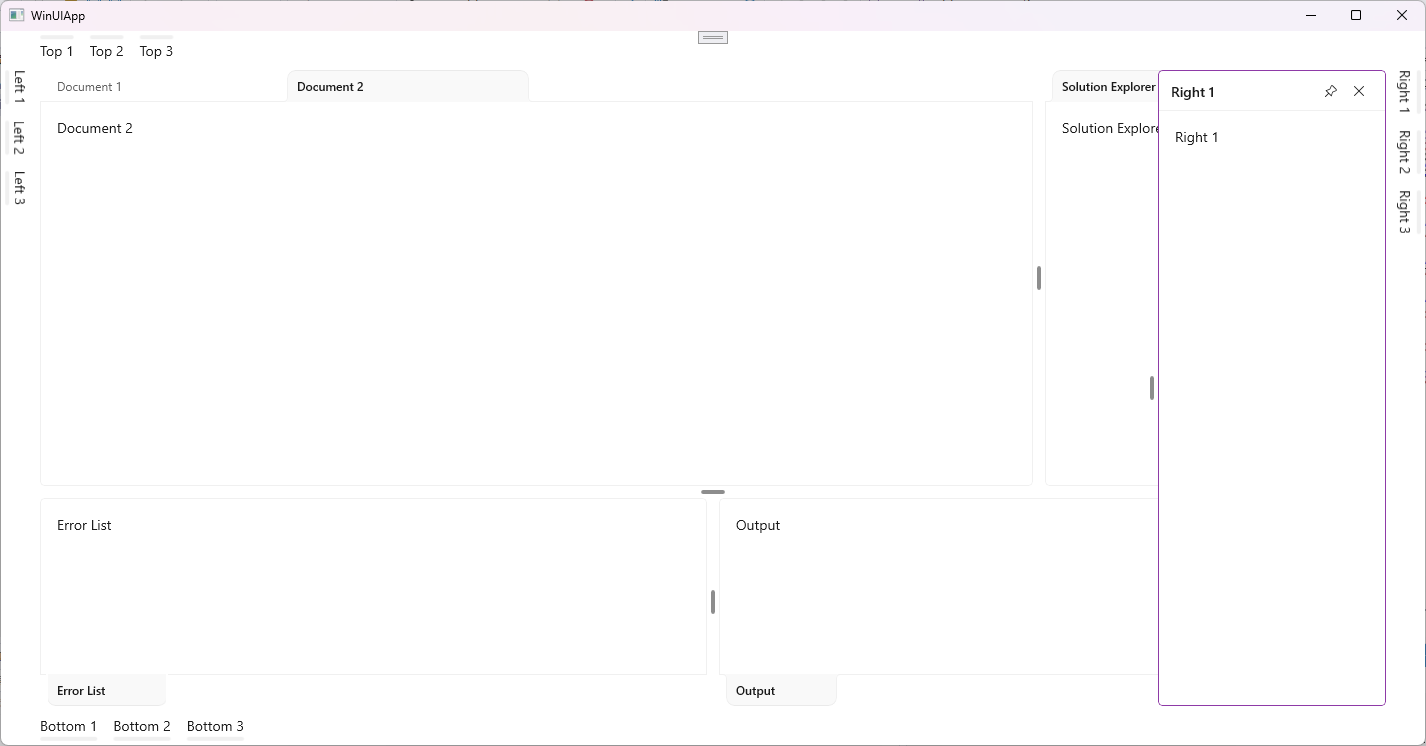 WinUIApp
Top 1 Top 2 Top 3
Left 1
Left 2
Left 3
Document 1 Document 2
Document 2
Solution Explorer
Solution Explore
Right 1
Right 1
Right 1
Right 2
Right 3
Error List
Output
Error List
Output
Bottom 1 Bottom 2 Bottom 3